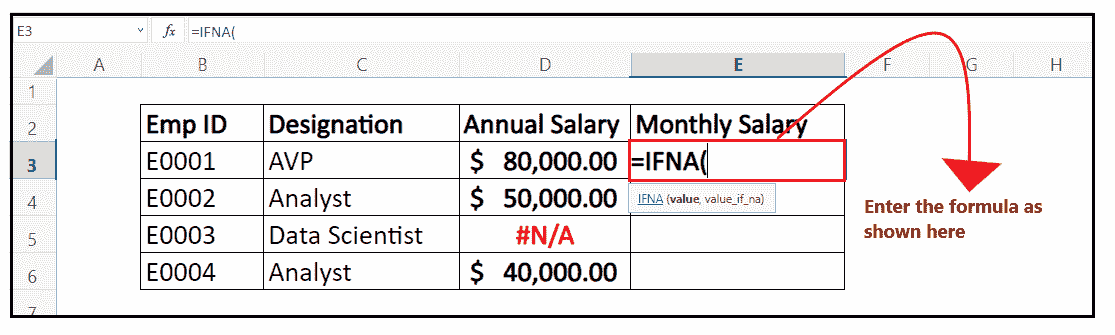 E3 fx =IFNA(
A B C D E F G H
1
2 Emp ID Designation Annual Salary Monthly Salary
3 E0001 AVP $ 80,000.00 =IFNA(
4 E0002 Analyst $ 50,000.00 IFNA (value, value_if_na)
5 E0003 Data Scientist #N/A
6 E0004 Analyst $ 40,000.00
7
Enter the formula as
shown here